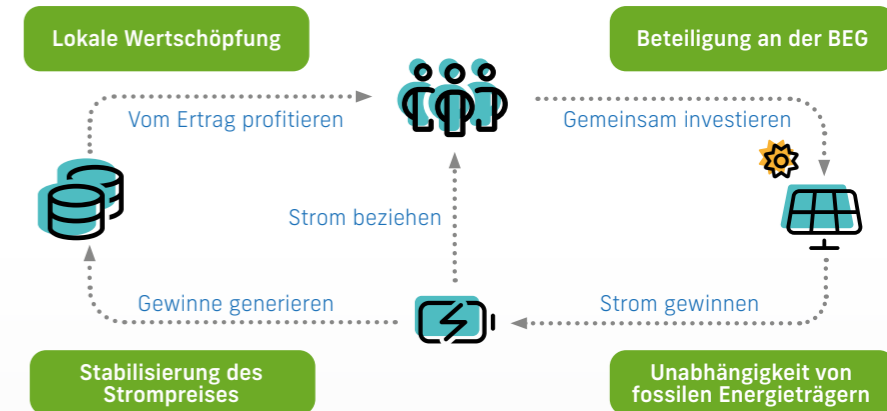 Lokale Wertschöpfung
Beteiligung an der BEG
Vom Ertrag profitieren
Gemeinsam investieren
Strom beziehen
Gewinne generieren
Strom gewinnen
Stabilisierung des
Strompreises
Unabhängigkeit von
fossilen Energieträgern